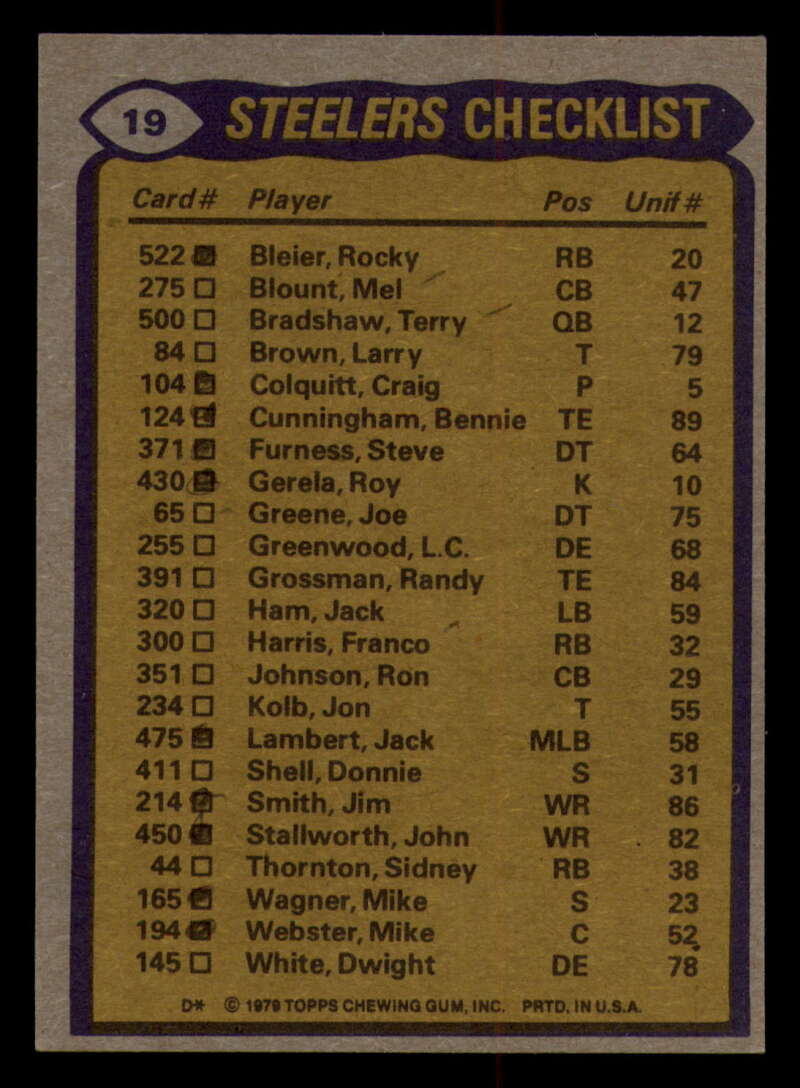 19 STEELERS CHECKLIST
Card# Player Pos Unif#
522 Bleier, Rocky RB 20
275 Blount, Mel CB 47
500 Bradshaw, Terry QB 12
84 Brown, Larry T 79
104 Colquitt, Craig P 5
124 Cunningham, Bennie TE 89
371 Furness, Steve DT 64
430 Gerela, Roy K 10
65 Greene, Joe DT 75
255 Greenwood, L.C. DE 68
391 Grossman, Randy TE 84
320 Ham, Jack LB 59
300 Harris, Franco RB 32
351 Johnson, Ron CB 29
234 Kolb, Jon T 55
475 Lambert, Jack MLB 58
411 Shell, Donnie S 31
214 Smith, Jim WR 86
450 Stallworth, John WR 82
44 Thornton, Sidney RB 38
165 Wagner, Mike S 23
194 Webster, Mike C 52
145 White, Dwight DE 78
D* © 1979 TOPPS CHEWING GUM, INC. PRTD. IN U.S.A.